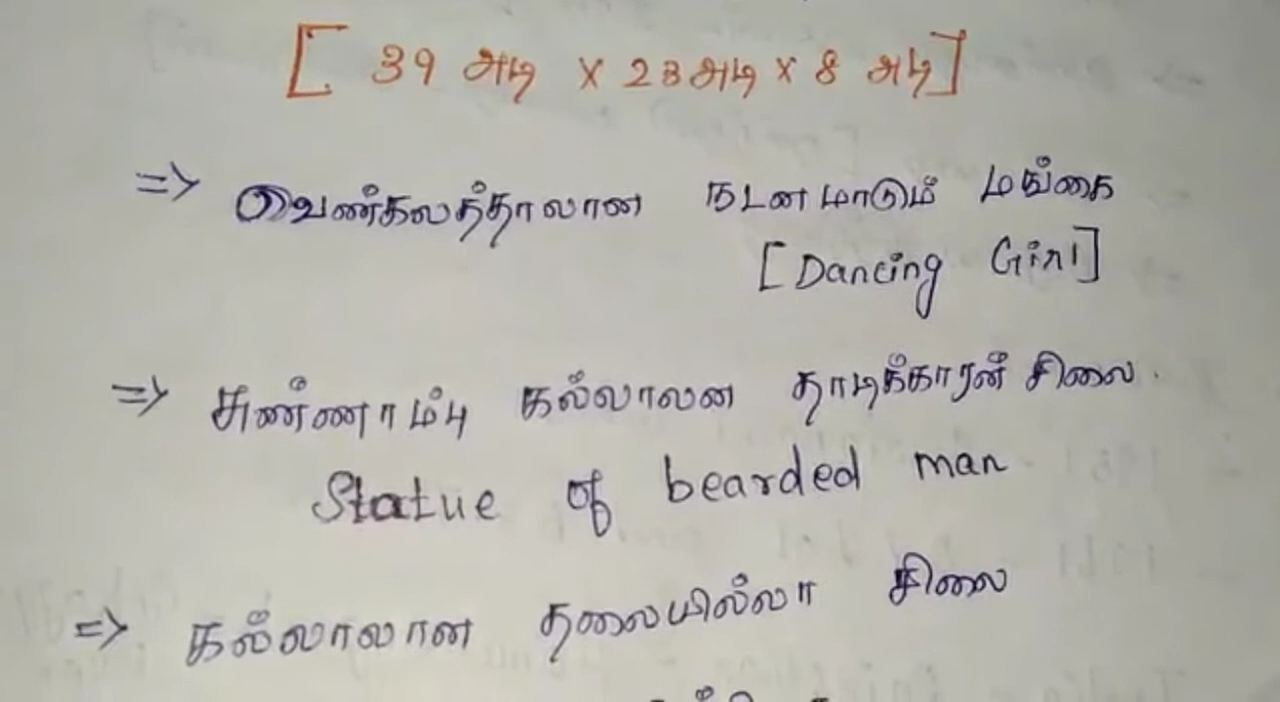 [ 39 அடி x 23 அடி x 8 அடி ]
=> வெண்கலத்தாலான நடனமாடும் மங்கை
[ Dancing Girl ]
=> சுண்ணாம்பு கல்லாலன தாடிக்காரன் சிலை.
Statue of bearded man
=> கல்லாலான தலையில்லா சிலை